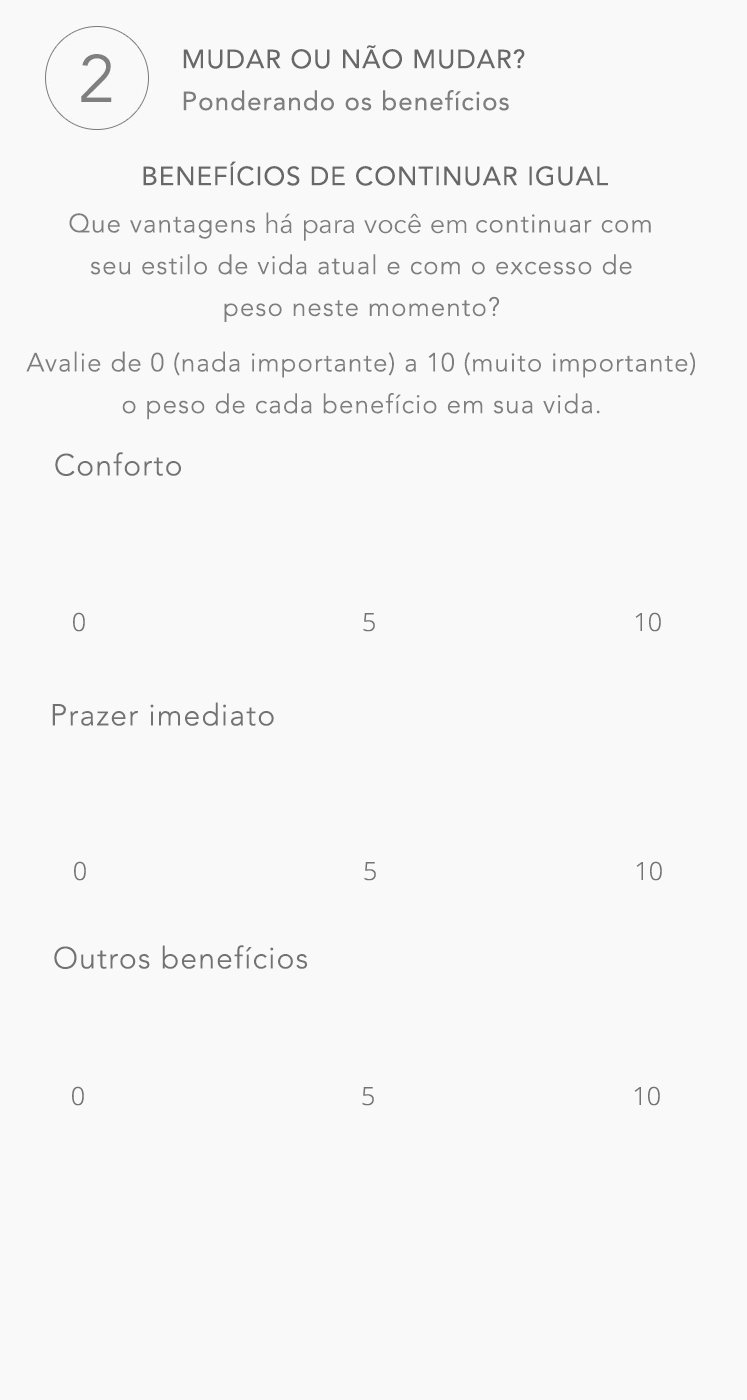 2
MUDAR OU NÃO MUDAR?
Ponderando os benefícios
BENEFÍCIOS DE CONTINUAR IGUAL
Que vantagens há para você em continuar com
seu estilo de vida atual e com o excesso de
peso neste momento?
Avalie de 0 (nada importante) a 10 (muito importante)
o peso de cada benefício em sua vida.
Conforto
0 5 10
Prazer imediato
0 5 10
Outros benefícios
0 5 10